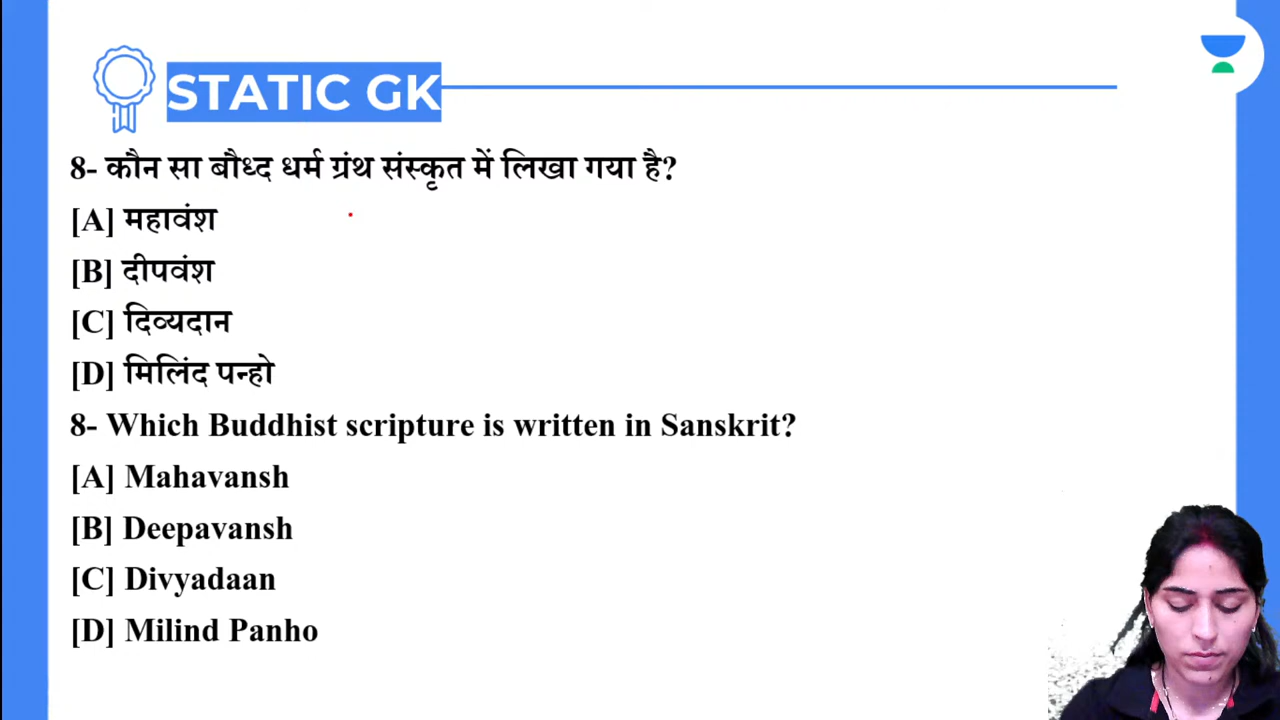 STATIC GK
8- कौन सा बौध्द धर्म ग्रंथ संस्कृत में लिखा गया है?
[A] महावंश
[B] दीपवंश
[C] दिव्यदान
[D] मिलिंद पन्हो
8- Which Buddhist scripture is written in Sanskrit?
[A] Mahavansh
[B] Deepavansh
[C] Divyadaan
[D] Milind Panho